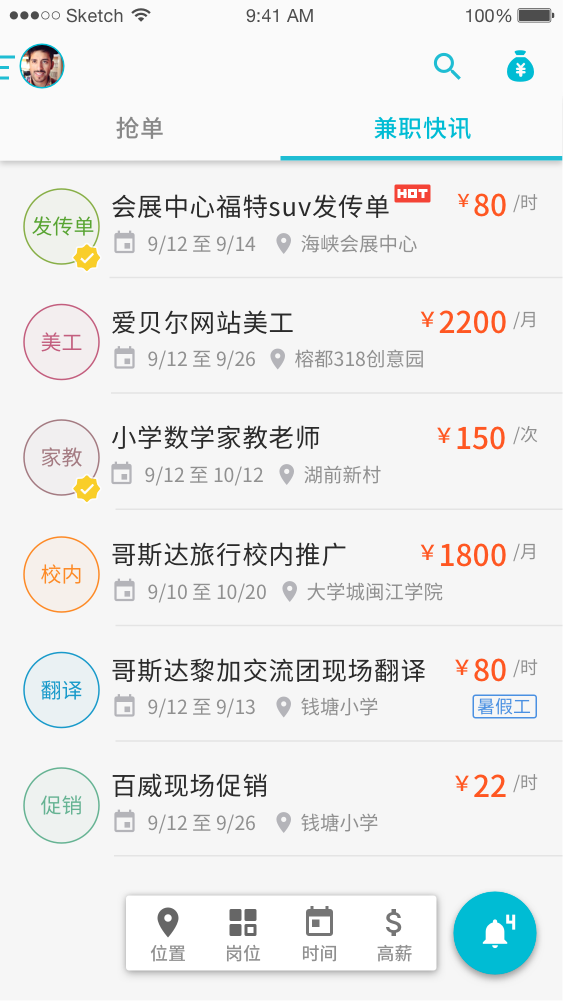 Sketch 9:41 AM 100%
抢单 兼职快讯
发传单 会展中心福特suv发传单 HOT ¥80 /时
9/12 至 9/14 海峡会展中心
美工 爱贝尔网站美工 ¥2200 /月
9/12 至 9/26 榕都318创意园
家教 小学数学家教老师 ¥150 /次
9/12 至 10/12 湖前新村
校内 哥斯达旅行校内推广 ¥1800 /月
9/10 至 10/20 大学城闽江学院
翻译 哥斯达黎加交流团现场翻译 ¥80 /时
9/12 至 9/13 钱塘小学 暑假工
促销 百威现场促销 ¥22 /时
9/12 至 9/26 钱塘小学
位置 岗位 时间 高薪 4